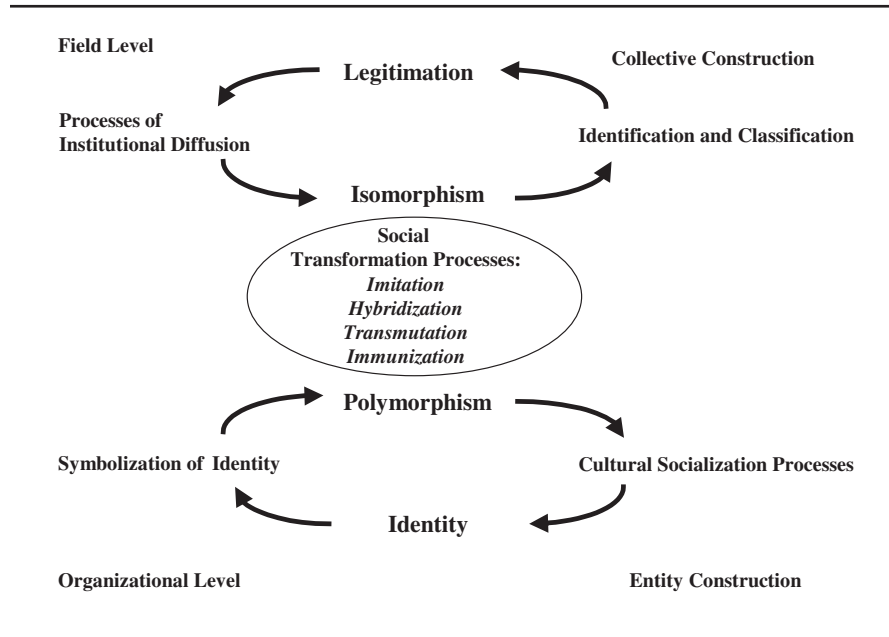 Field Level
Legitimation
Collective Construction
Processes of
Institutional Diffusion
Identification and Classification
Isomorphism
Social
Transformation Processes:
Imitation
Hybridization
Transmutation
Immunization
Polymorphism
Symbolization of Identity
Cultural Socialization Processes
Identity
Organizational Level
Entity Construction